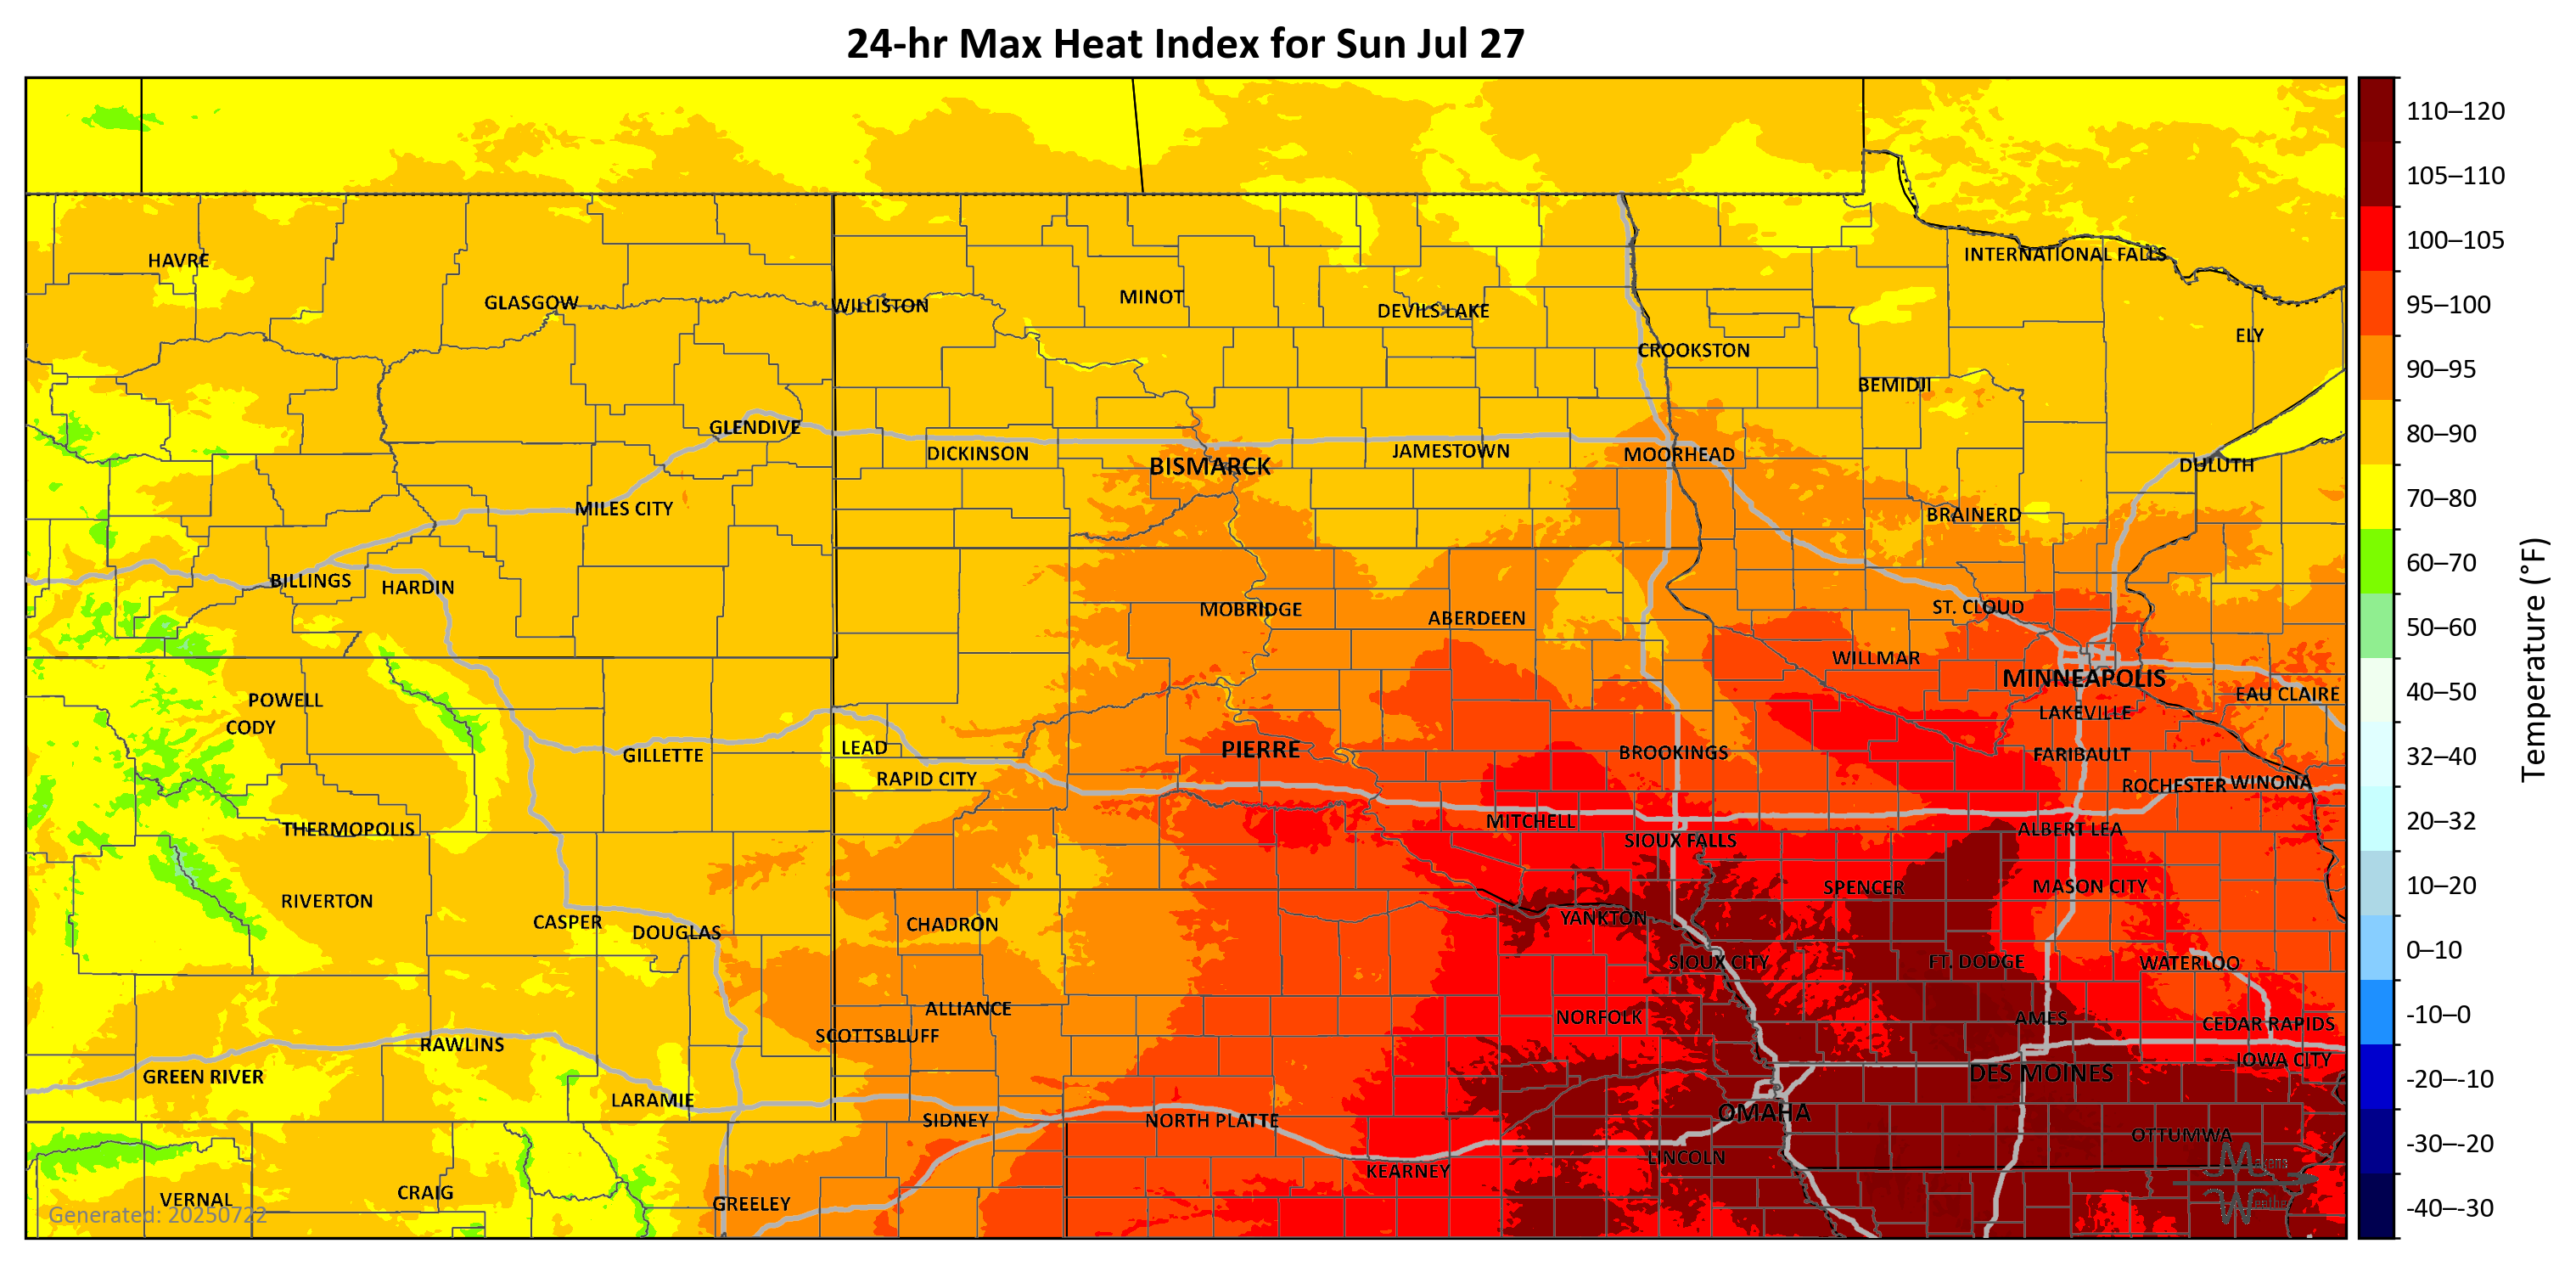 24-hr Max Heat Index for Sun Jul 27
110–120
105–110
100–105
95–100
90–95
80–90
70–80
60–70
50–60
40–50
32–40
20–32
10–20
0–10
-10–0
-20–-10
-30–-20
-40–-30
Temperature (°F)
HAVRE
INTERNATIONAL FALLS
GLASGOW
WILLISTON
MINOT
DEVILS LAKE
ELY
CROOKSTON
BEMIDJI
GLENDIVE
DICKINSON
BISMARCK
JAMESTOWN
MOORHEAD
DULUTH
MILES CITY
BRAINERD
BILLINGS
HARDIN
MOBRIDGE
ABERDEEN
ST. CLOUD
WILLMAR
MINNEAPOLIS
EAU CLAIRE
POWELL
CODY
LAKEVILLE
GILLETTE
LEAD
PIERRE
BROOKINGS
FARIBAULT
RAPID CITY
ROCHESTER
WINONA
THERMOPOLIS
MITCHELL
SIOUX FALLS
ALBERT LEA
RIVERTON
SPENCER
MASON CITY
CASPER
DOUGLAS
CHADRON
YANKTON
SIOUX CITY
FT. DODGE
WATERLOO
ALLIANCE
NORFOLK
AMES
CEDAR RAPIDS
SCOTTSBLUFF
RAWLINS
IOWA CITY
GREEN RIVER
DES MOINES
LARAMIE
SIDNEY
NORTH PLATTE
OMAHA
OTTUMWA
LINCOLN
KEARNEY
VERNAL
CRAIG
GREELEY
Generated: 20250722